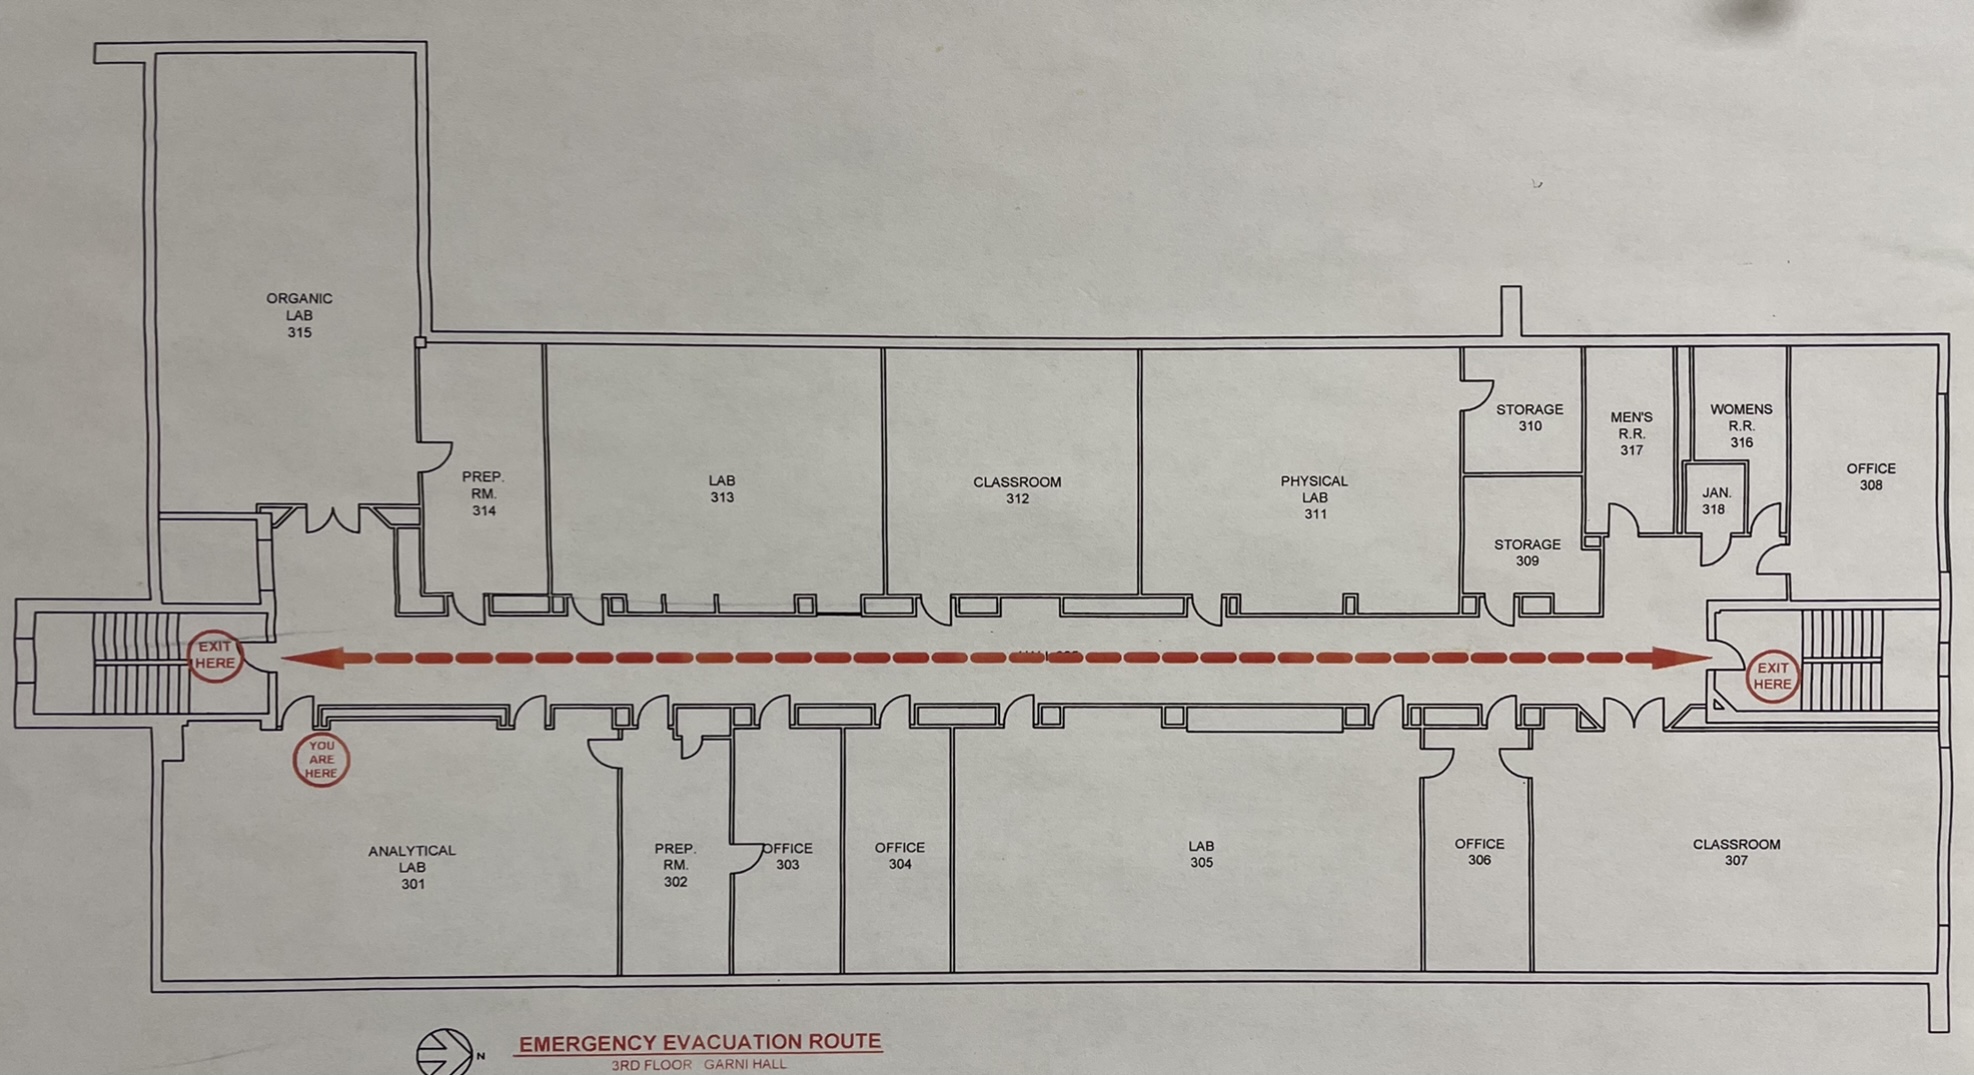 ORGANIC
LAB
315
PREP.
RM.
314
LAB
313
CLASSROOM
312
PHYSICAL
LAB
311
STORAGE
310
STORAGE
309
MEN'S
R.R.
317
WOMENS
R.R.
316
JAN.
318
OFFICE
308
EXIT
HERE
EXIT
HERE
YOU
ARE
HERE
ANALYTICAL
LAB
301
PREP.
RM.
302
OFFICE
303
OFFICE
304
LAB
305
OFFICE
306
CLASSROOM
307
N
EMERGENCY EVACUATION ROUTE
3RD FLOOR GARNI HALL